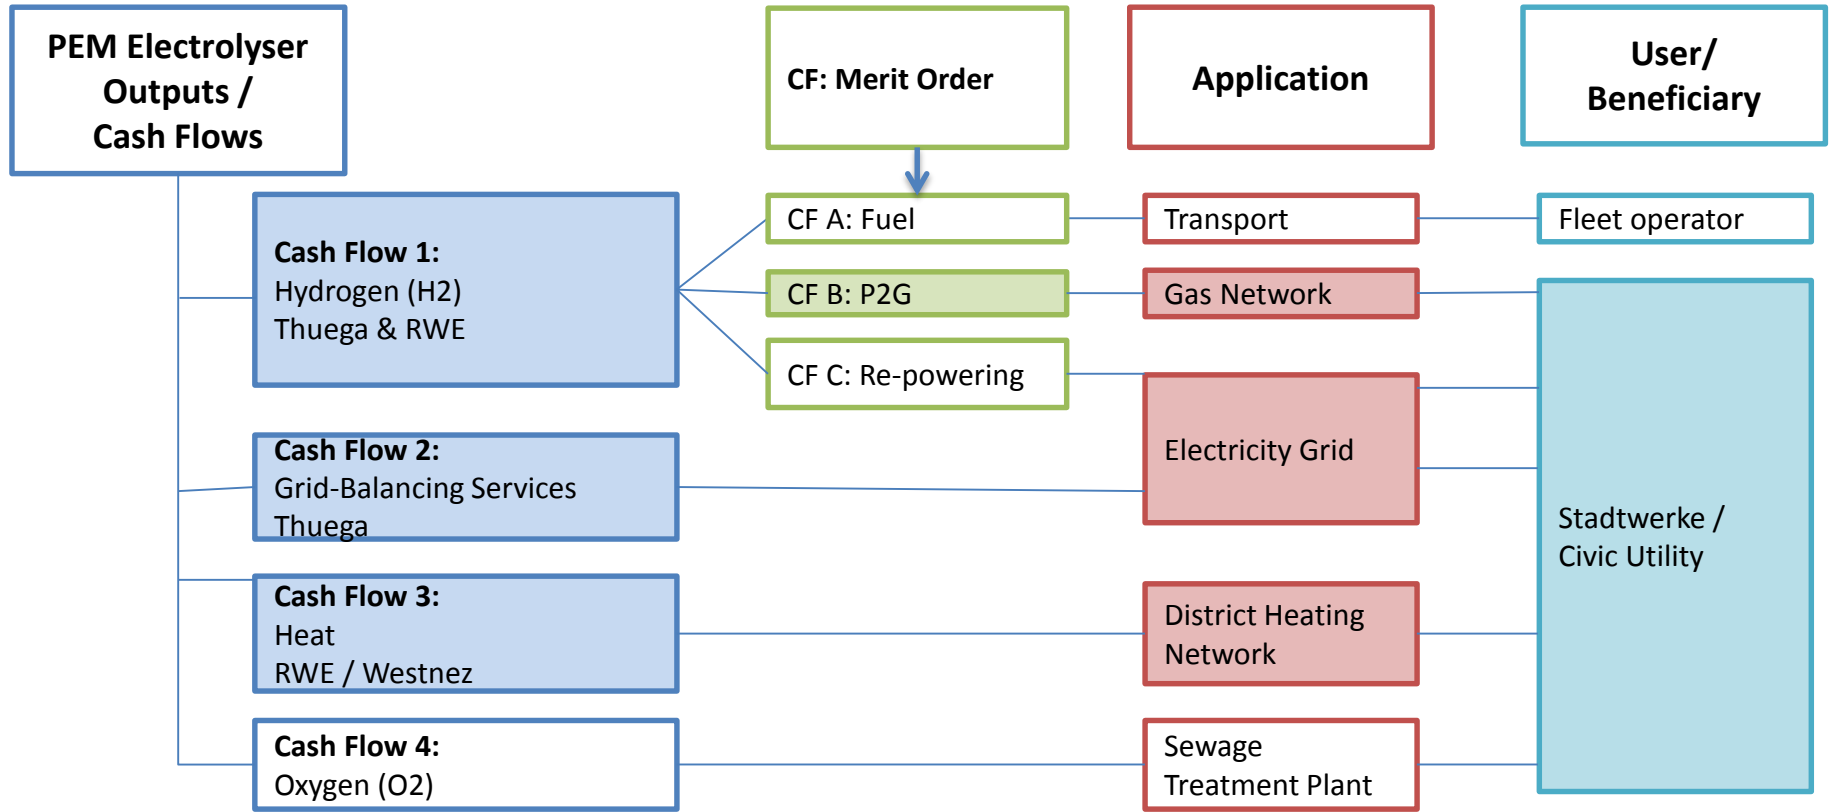 PEM Electrolyser
Outputs /
Cash Flows
CF: Merit Order
Application
User/
Beneficiary
Cash Flow 1:
Hydrogen (H2)
Thuega & RWE
CF A: Fuel
Transport
Fleet operator
CF B: P2G
Gas Network
CF C: Re-powering
Electricity Grid
Cash Flow 2:
Grid-Balancing Services
Thuega
Stadtwerke /
Civic Utility
Cash Flow 3:
Heat
RWE / Westnez
District Heating
Network
Cash Flow 4:
Oxygen (O2)
Sewage
Treatment Plant